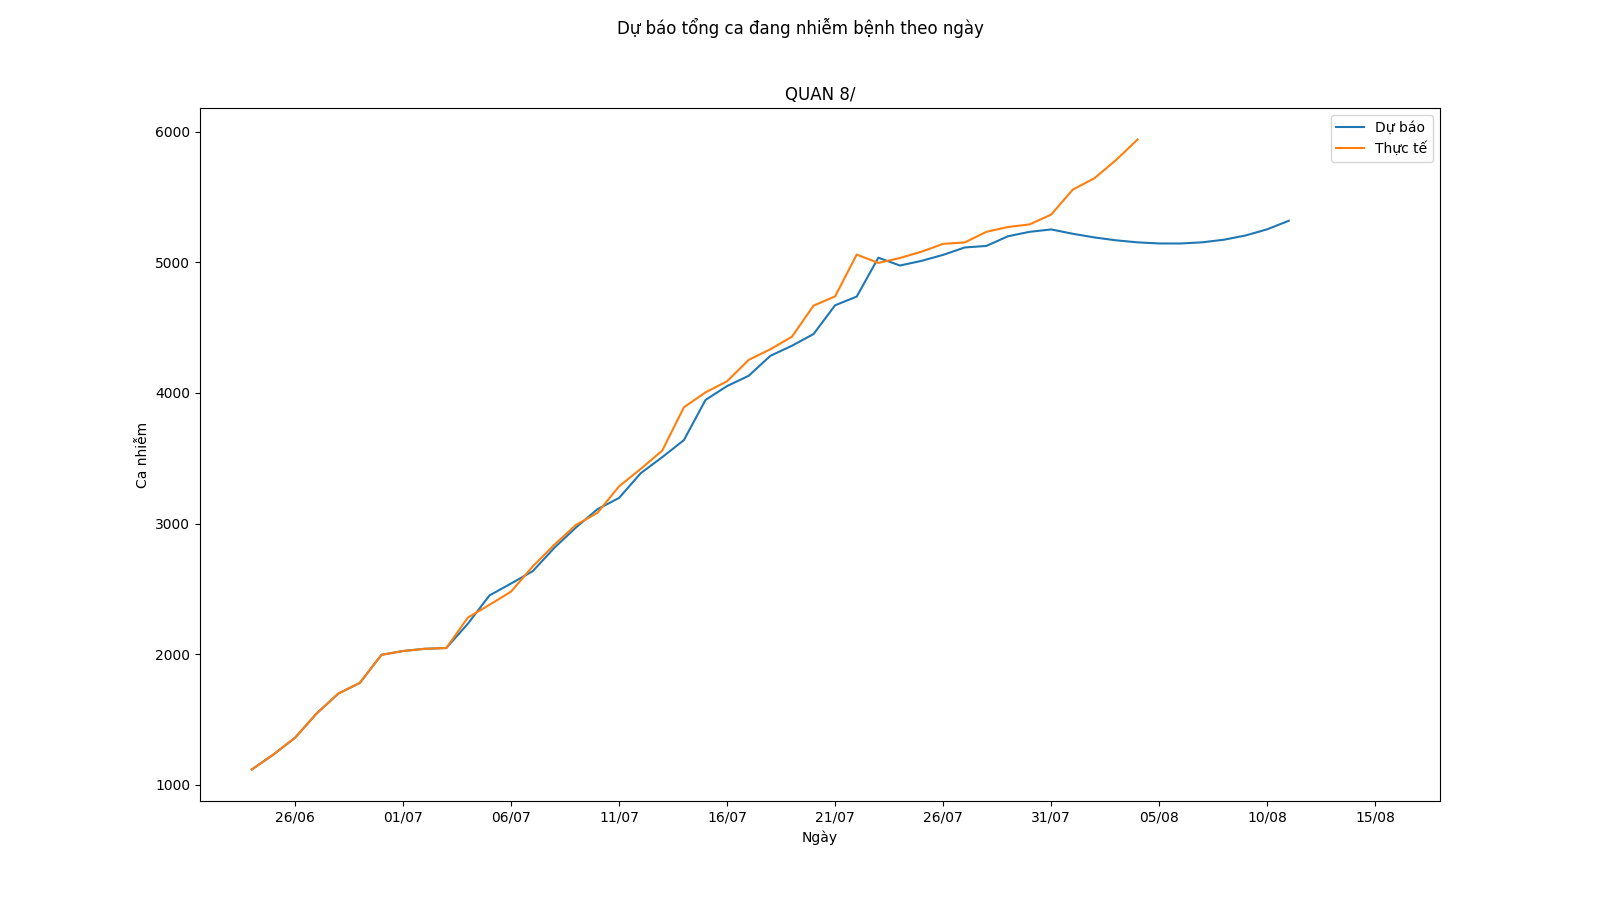 Dự báo tổng ca đang nhiễm bệnh theo ngày
QUAN 8/
Dự báo
Thực tế
6000
5000
4000
3000
2000
1000
Ca nhiễm
26/06 01/07 06/07 11/07 16/07 21/07 26/07 31/07 05/08 10/08 15/08
Ngày